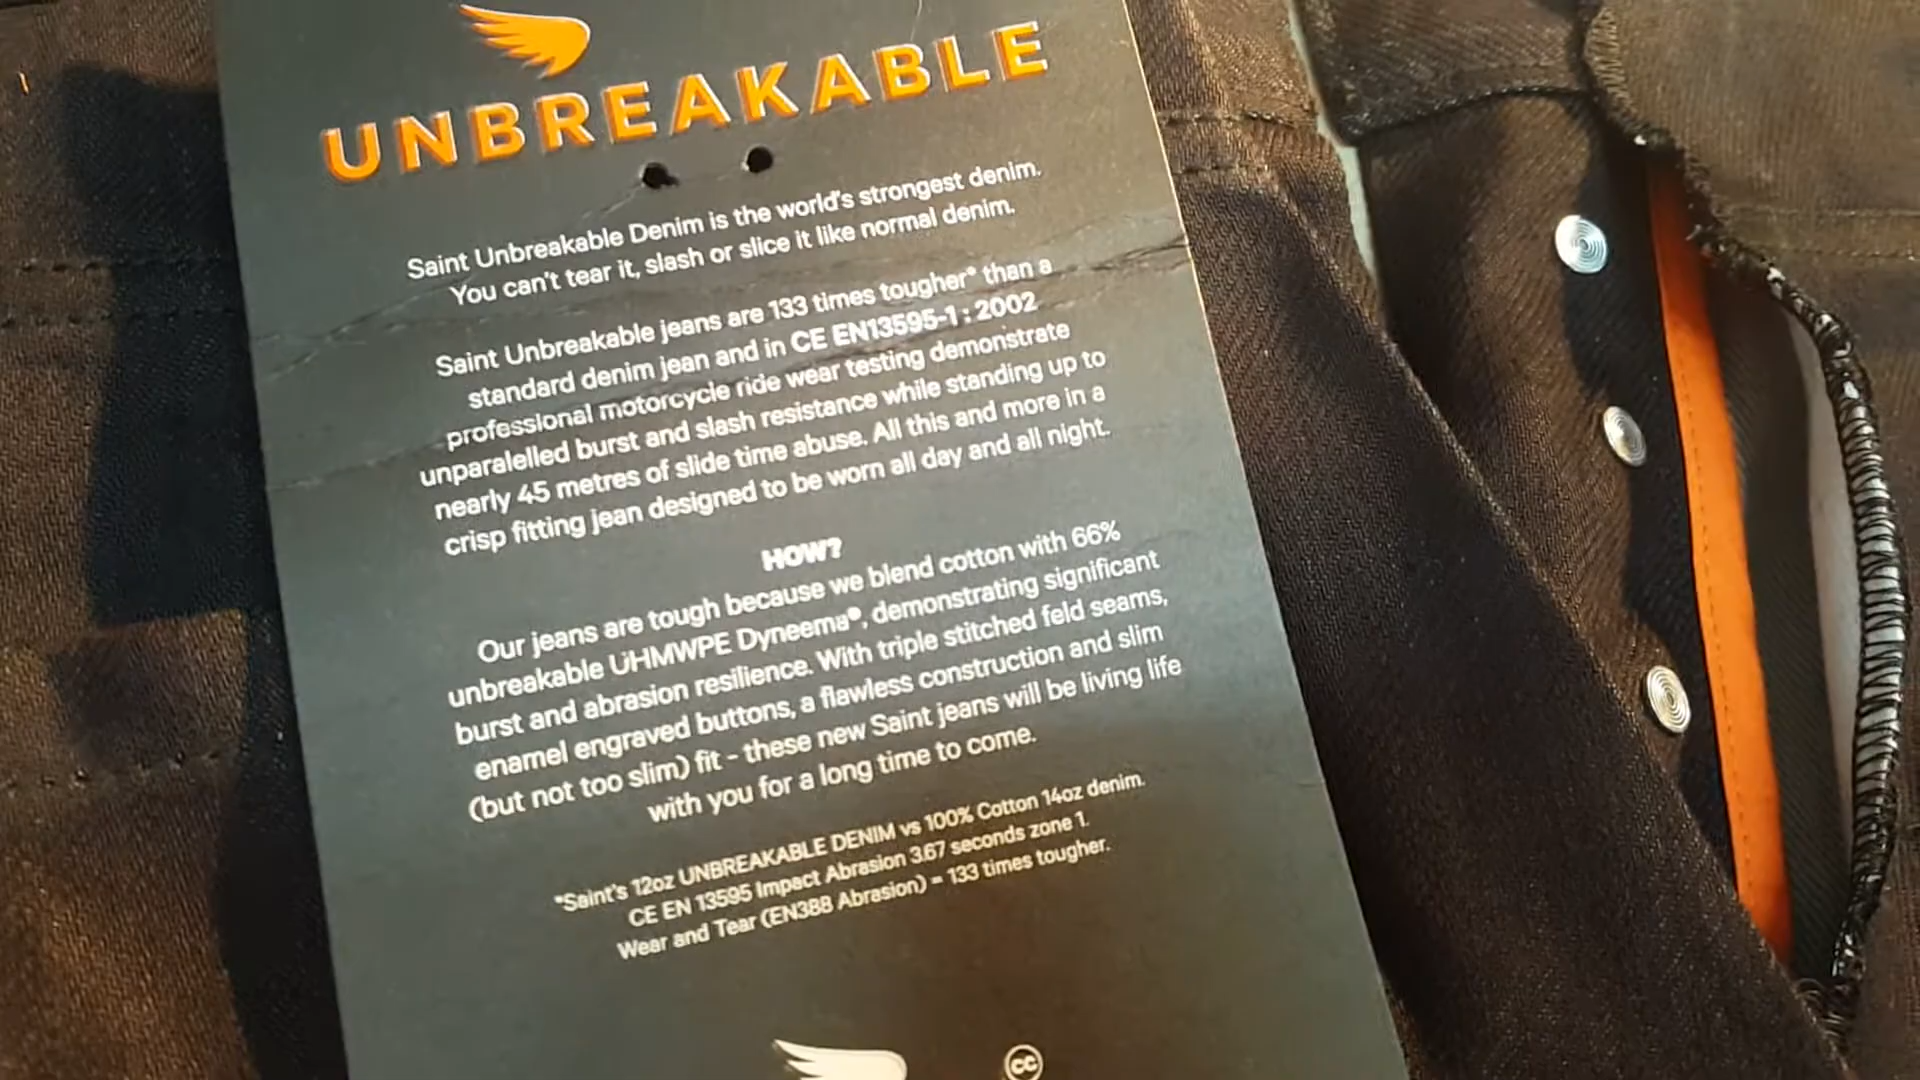 UNBREAKABLE
Saint Unbreakable Denim is the world's strongest denim.
You can't tear it, slash or slice it like normal denim.
Saint Unbreakable jeans are 133 times tougher* than a
standard denim jean and in CE EN13595-1 : 2002
professional motorcycle ride wear testing demonstrate
unparalelled burst and slash resistance while standing up to
nearly 45 metres of slide time abuse. All this and more in a
crisp fitting jean designed to be worn all day and all night.
HOW?
Our jeans are tough because we blend cotton with 66%
unbreakable UHMWPE Dyneema®, demonstrating significant
burst and abrasion resilience. With triple stitched feld seams,
enamel engraved buttons, a flawless construction and slim
(but not too slim) fit - these new Saint jeans will be living life
with you for a long time to come.
*Saint's 12oz UNBREAKABLE DENIM vs 100% Cotton 14oz denim.
CE EN 13595 Impact Abrasion 3.67 seconds zone 1.
Wear and Tear (EN388 Abrasion) = 133 times tougher.
cc